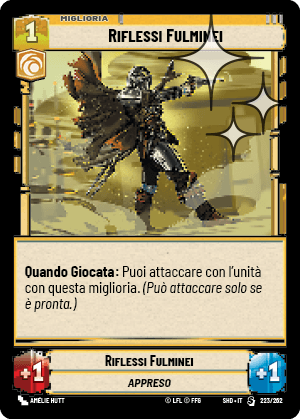 MIGLIORIA
1
RIFLESSI FULMINEI
Quando Giocata: Puoi attaccare con l'unità
con questa miglioria. (Può attaccare solo se
è pronta.)
RIFLESSI FULMINEI
APPRESO
+1
+1
AMÉLIE HUTT
© LFL © FFG
SHD • IT
223/262